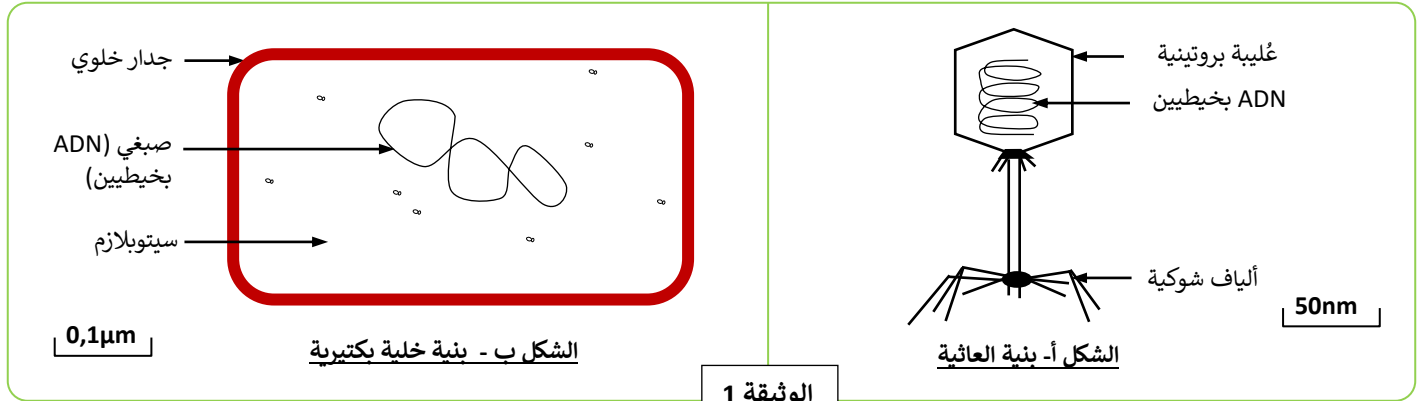 عُليبة بروتينية
ADN بخيطيين
ألياف شوكية
50nm
الشكل أ- بنية العاثية
جدار خلوي
صبغي (ADN
بخيطيين)
سيتوبلازم
0,1µm
الشكل ب - بنية خلية بكتيرية
الوثيقة 1